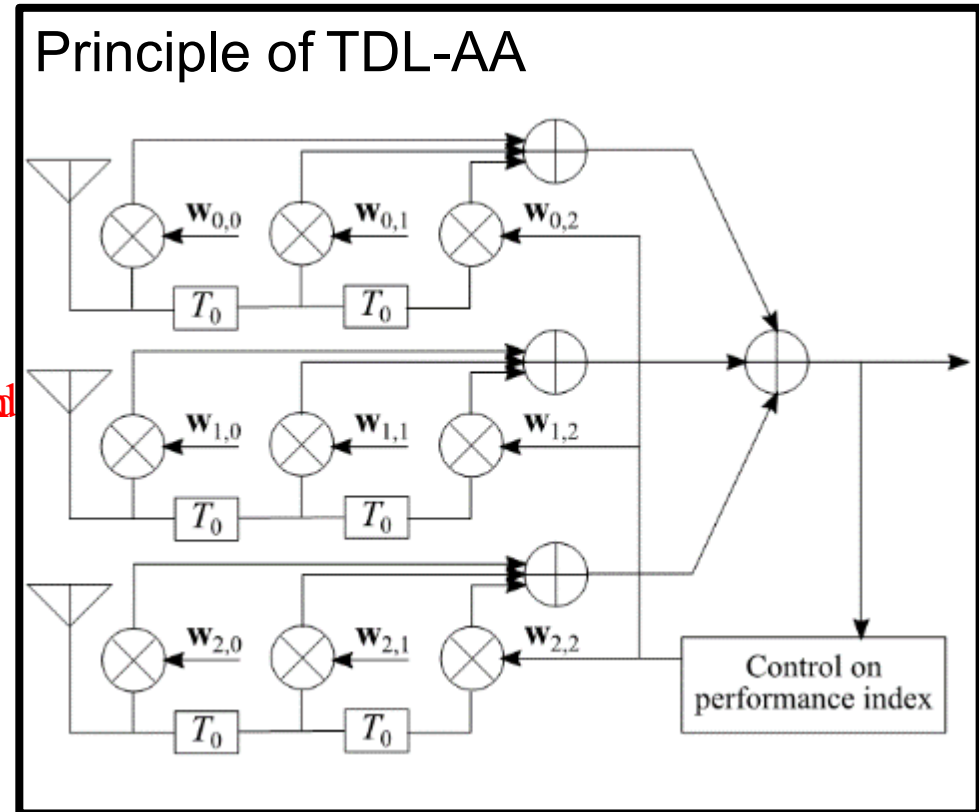 Principle of TDL-AA
w0,0 w0,1 w0,2
T0 T0
w1,0 w1,1 w1,2
T0 T0
w2,0 w2,1 w2,2
T0 T0
Control on
performance index